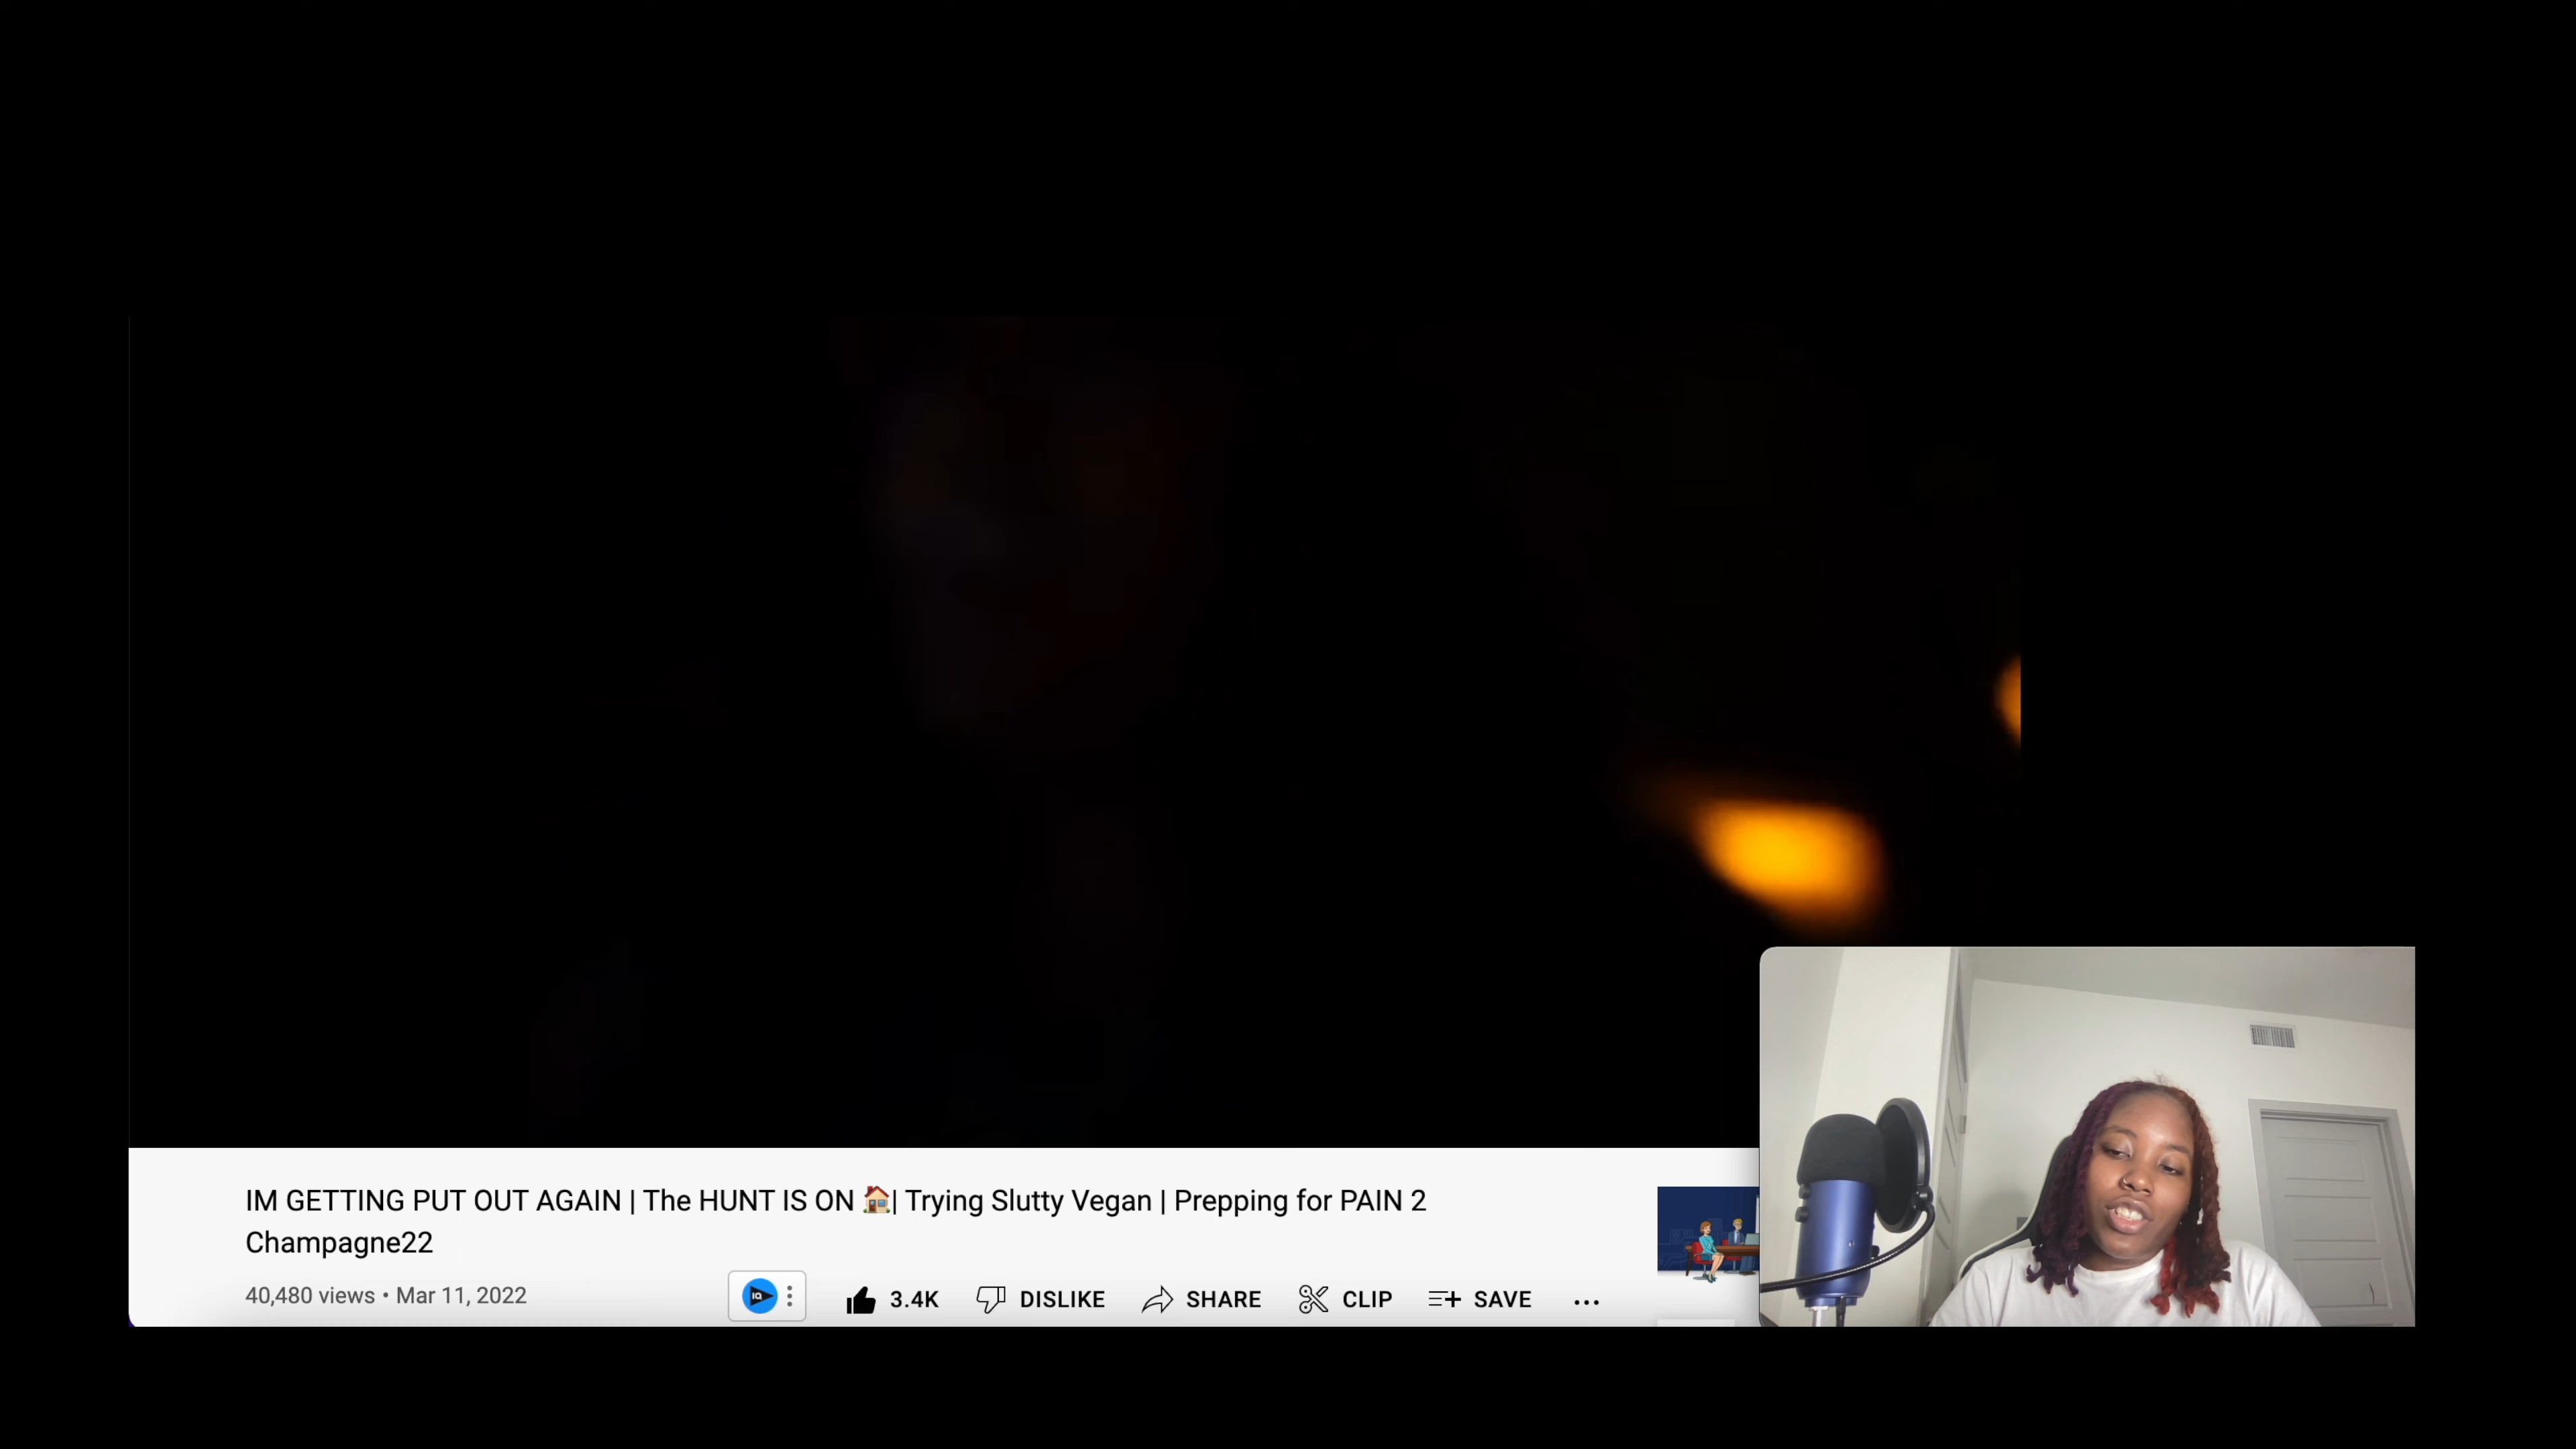 IM GETTING PUT OUT AGAIN | The HUNT IS ON 🏠| Trying Slutty Vegan | Prepping for PAIN 2
Champagne22
40,480 views • Mar 11, 2022
IQ
3.4K
DISLIKE
SHARE
CLIP
SAVE